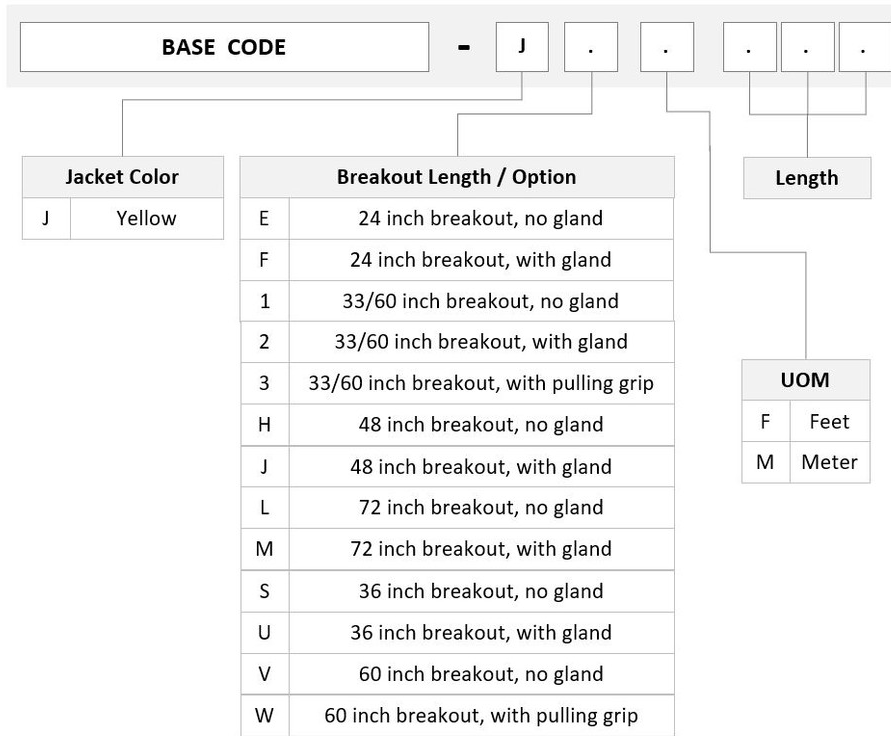 BASE CODE - J . . . . .
Jacket Color
J Yellow
Breakout Length / Option
E 24 inch breakout, no gland
F 24 inch breakout, with gland
1 33/60 inch breakout, no gland
2 33/60 inch breakout, with gland
3 33/60 inch breakout, with pulling grip
H 48 inch breakout, no gland
J 48 inch breakout, with gland
L 72 inch breakout, no gland
M 72 inch breakout, with gland
S 36 inch breakout, no gland
U 36 inch breakout, with gland
V 60 inch breakout, no gland
W 60 inch breakout, with pulling grip
Length
UOM
F Feet
M Meter